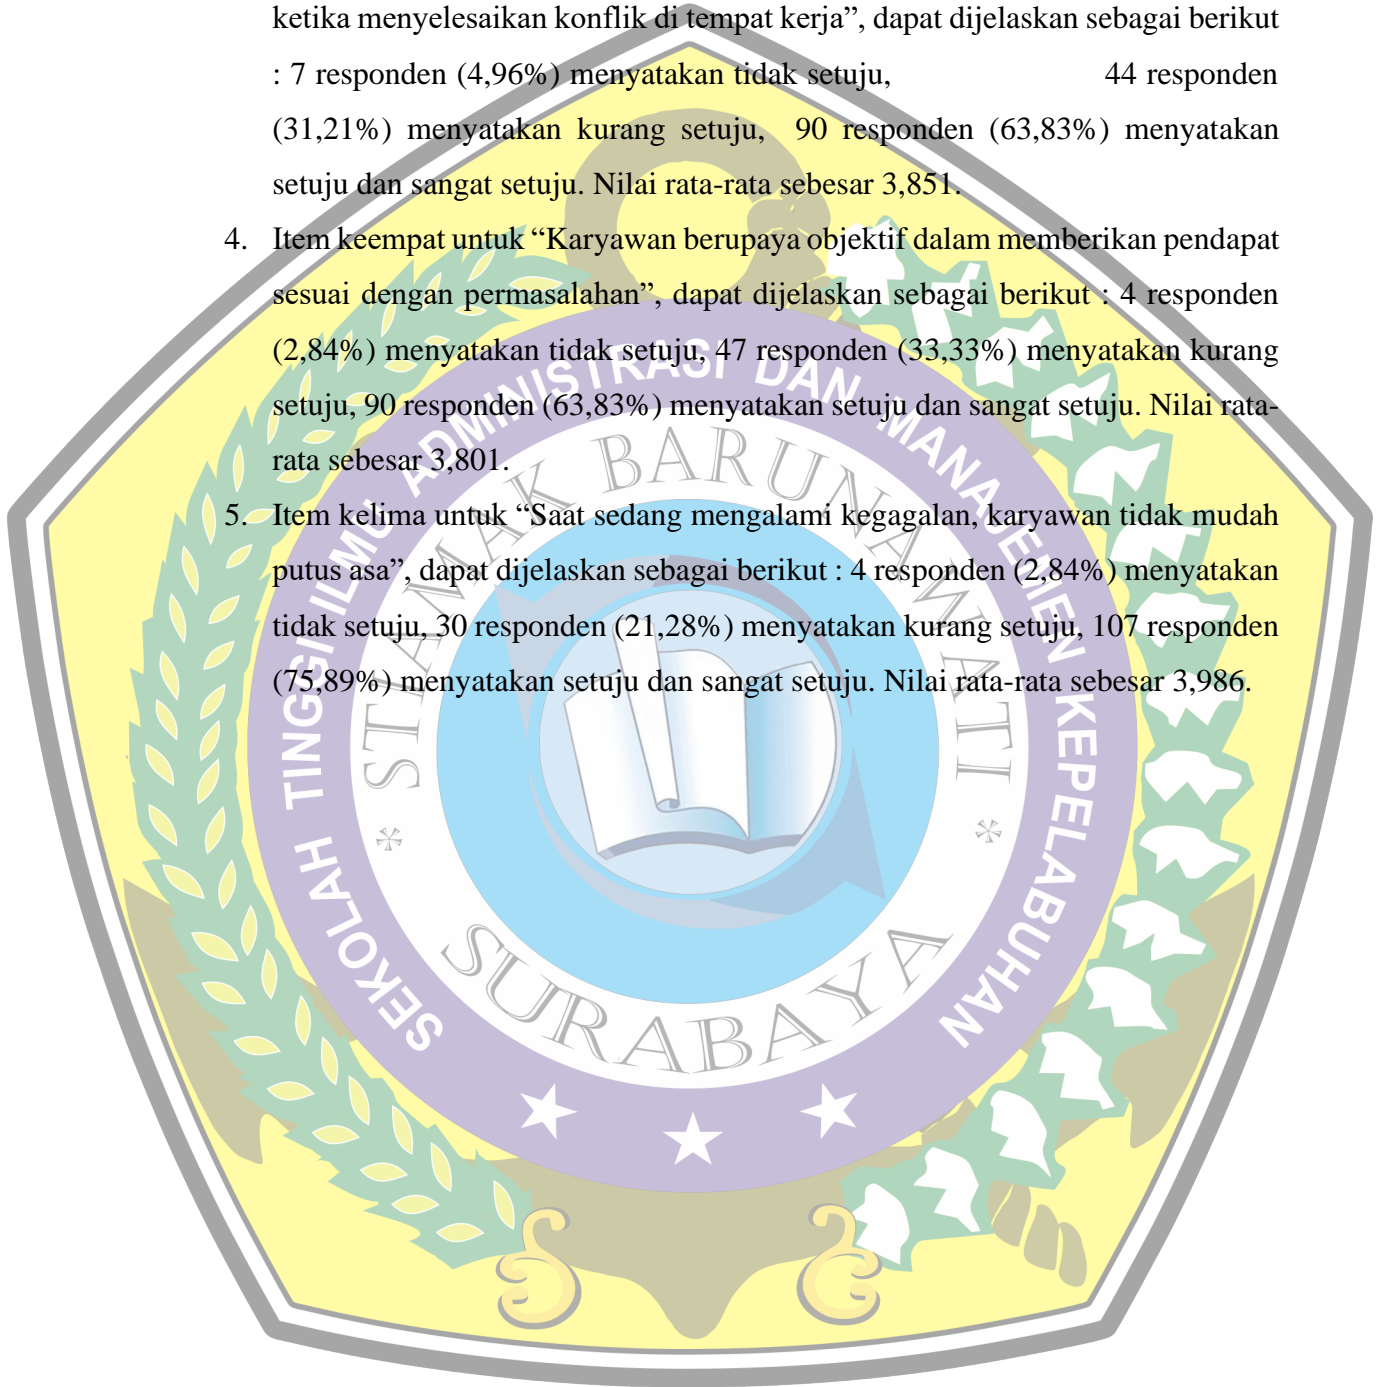 ketika menyelesaikan konflik di tempat kerja”, dapat dijelaskan sebagai berikut
: 7 responden (4,96%) menyatakan tidak setuju, 44 responden
(31,21%) menyatakan kurang setuju, 90 responden (63,83%) menyatakan
setuju dan sangat setuju. Nilai rata-rata sebesar 3,851.
4. Item keempat untuk “Karyawan berupaya objektif dalam memberikan pendapat
sesuai dengan permasalahan”, dapat dijelaskan sebagai berikut : 4 responden
(2,84%) menyatakan tidak setuju, 47 responden (33,33%) menyatakan kurang
setuju, 90 responden (63,83%) menyatakan setuju dan sangat setuju. Nilai rata-
rata sebesar 3,801.
5. Item kelima untuk “Saat sedang mengalami kegagalan, karyawan tidak mudah
putus asa”, dapat dijelaskan sebagai berikut : 4 responden (2,84%) menyatakan
tidak setuju, 30 responden (21,28%) menyatakan kurang setuju, 107 responden
(75,89%) menyatakan setuju dan sangat setuju. Nilai rata-rata sebesar 3,986.
SEKOLAH TINGGI ILMU ADMINISTRASI DAN MANAJEMEN KEPELABUHAN
* STIAMAK BARUNAWATI *
SURABAYA